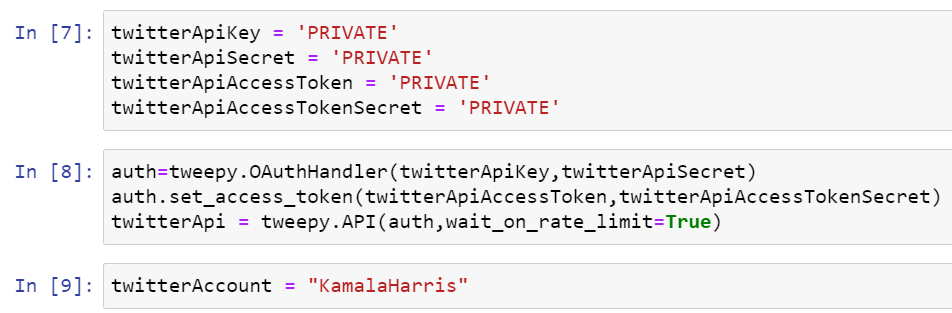 In [7]: twitterApiKey = 'PRIVATE'
twitterApiSecret = 'PRIVATE'
twitterApiAccessToken = 'PRIVATE'
twitterApiAccessTokenSecret = 'PRIVATE'
In [8]: auth=tweepy.OAuthHandler(twitterApiKey,twitterApiSecret)
auth.set_access_token(twitterApiAccessToken,twitterApiAccessTokenSecret)
twitterApi = tweepy.API(auth,wait_on_rate_limit=True)
In [9]: twitterAccount = "KamalaHarris"